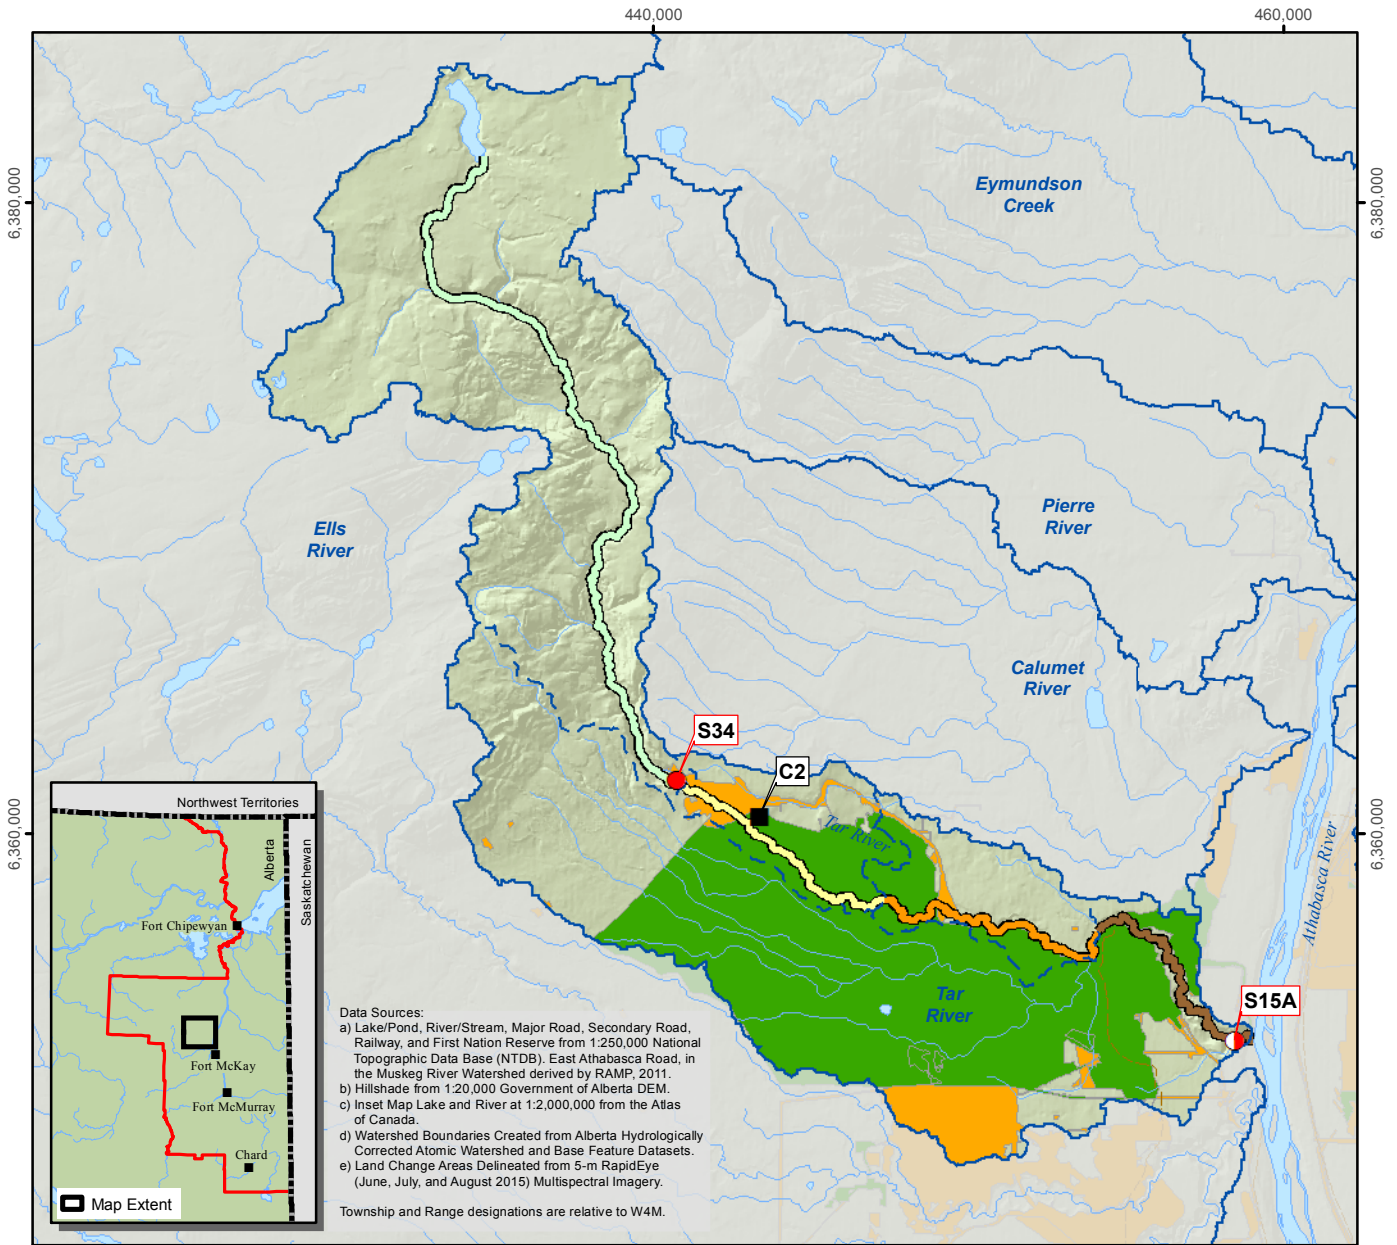 440,000
460,000
6,380,000
6,380,000
Eymundson
Creek
Pierre
River
Ells
River
Calumet
River
S34
C2
Tar River
6,360,000
6,360,000
Athabasca River
Tar
River
S15A
Northwest Territories
Alberta
Saskatchewan
Fort Chipewyan
Fort McKay
Fort McMurray
Chard
Map Extent
Data Sources:
a) Lake/Pond, River/Stream, Major Road, Secondary Road,
Railway, and First Nation Reserve from 1:250,000 National
Topographic Data Base (NTDB). East Athabasca Road, in
the Muskeg River Watershed derived by RAMP, 2011.
b) Hillshade from 1:20,000 Government of Alberta DEM.
c) Inset Map Lake and River at 1:2,000,000 from the Atlas
of Canada.
d) Watershed Boundaries Created from Alberta Hydrologically
Corrected Atomic Watershed and Base Feature Datasets.
e) Land Change Areas Delineated from 5-m RapidEye
(June, July, and August 2015) Multispectral Imagery.
Township and Range designations are relative to W4M.